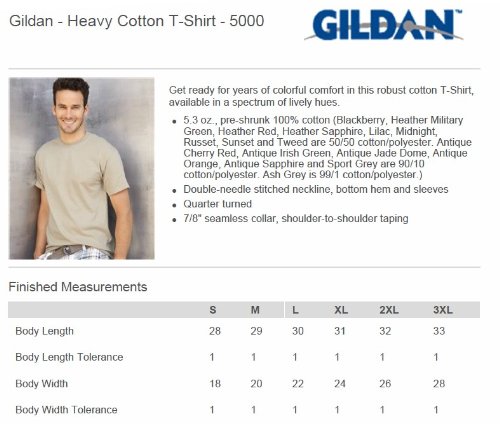 Gildan - Heavy Cotton T-Shirt - 5000
GILDAN™
Get ready for years of colorful comfort in this robust cotton T-Shirt,
available in a spectrum of lively hues.
• 5.3 oz., pre-shrunk 100% cotton (Blackberry, Heather Military
Green, Heather Red, Heather Sapphire, Lilac, Midnight,
Russet, Sunset and Tweed are 50/50 cotton/polyester. Antique
Cherry Red, Antique Irish Green, Antique Jade Dome, Antique
Orange, Antique Sapphire and Sport Grey are 90/10
cotton/polyester. Ash Grey is 99/1 cotton/polyester.)
• Double-needle stitched neckline, bottom hem and sleeves
• Quarter turned
• 7/8" seamless collar, shoulder-to-shoulder taping
Finished Measurements
S M L XL 2XL 3XL
Body Length 28 29 30 31 32 33
Body Length Tolerance 1 1 1 1 1 1
Body Width 18 20 22 24 26 28
Body Width Tolerance 1 1 1 1 1 1